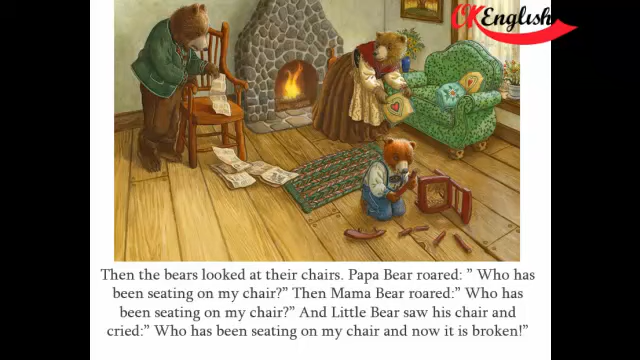 CKEnglish
Then the bears looked at their chairs. Papa Bear roared: ” Who has
been seating on my chair?” Then Mama Bear roared:” Who has
been seating on my chair?” And Little Bear saw his chair and
cried:” Who has been seating on my chair and now it is broken!”